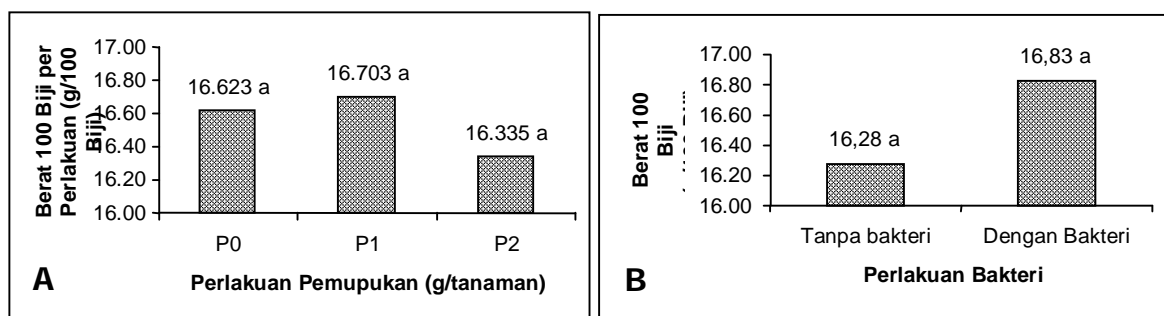 Berat 100 Biji per
Perlakuan (g/100
Biji)
17.00
16.80
16.60
16.40
16.20
16.00
16.623 a
16.703 a
16.335 a
P0
P1
P2
Perlakuan Pemupukan (g/tanaman)
A
Berat 100
Biji
17.00
16.80
16.60
16.40
16.20
16.00
16,28 a
16,83 a
Tanpa bakteri
Dengan Bakteri
Perlakuan Bakteri
B